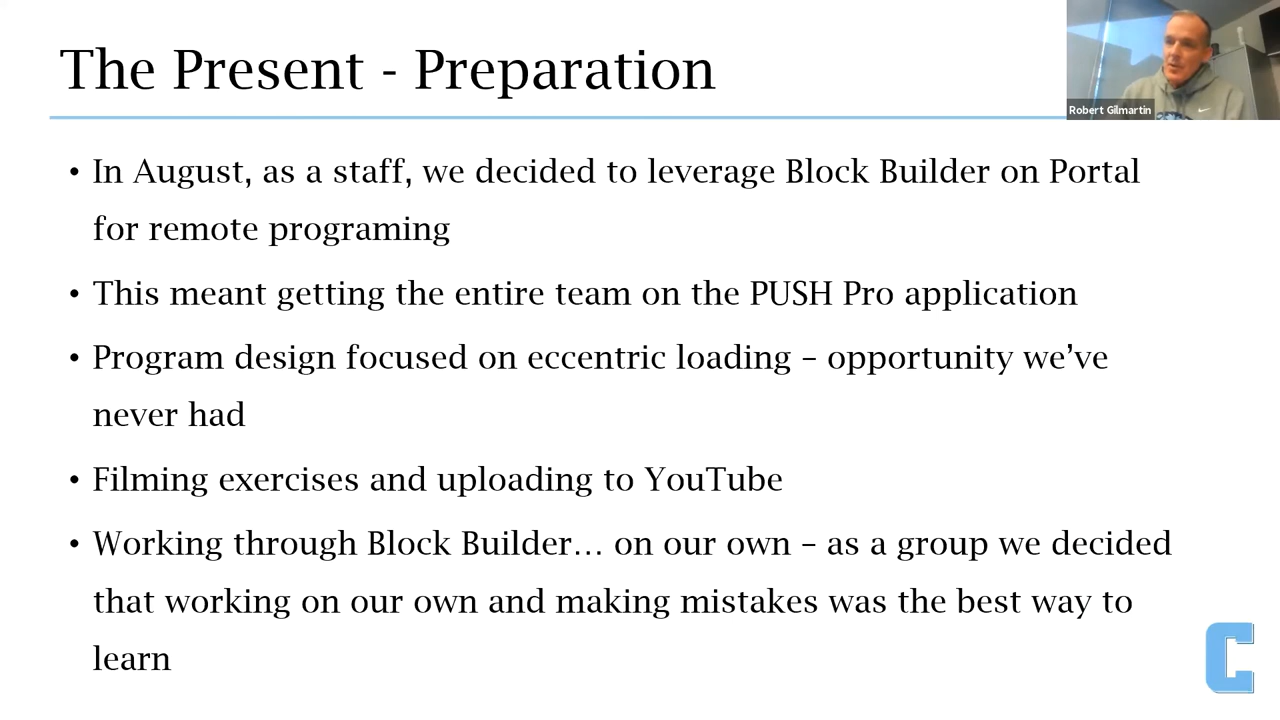 The Present - Preparation
Robert Gilmartin
• In August, as a staff, we decided to leverage Block Builder on Portal
for remote programing
• This meant getting the entire team on the PUSH Pro application
• Program design focused on eccentric loading – opportunity we’ve
never had
• Filming exercises and uploading to YouTube
• Working through Block Builder… on our own – as a group we decided
that working on our own and making mistakes was the best way to
learn
C